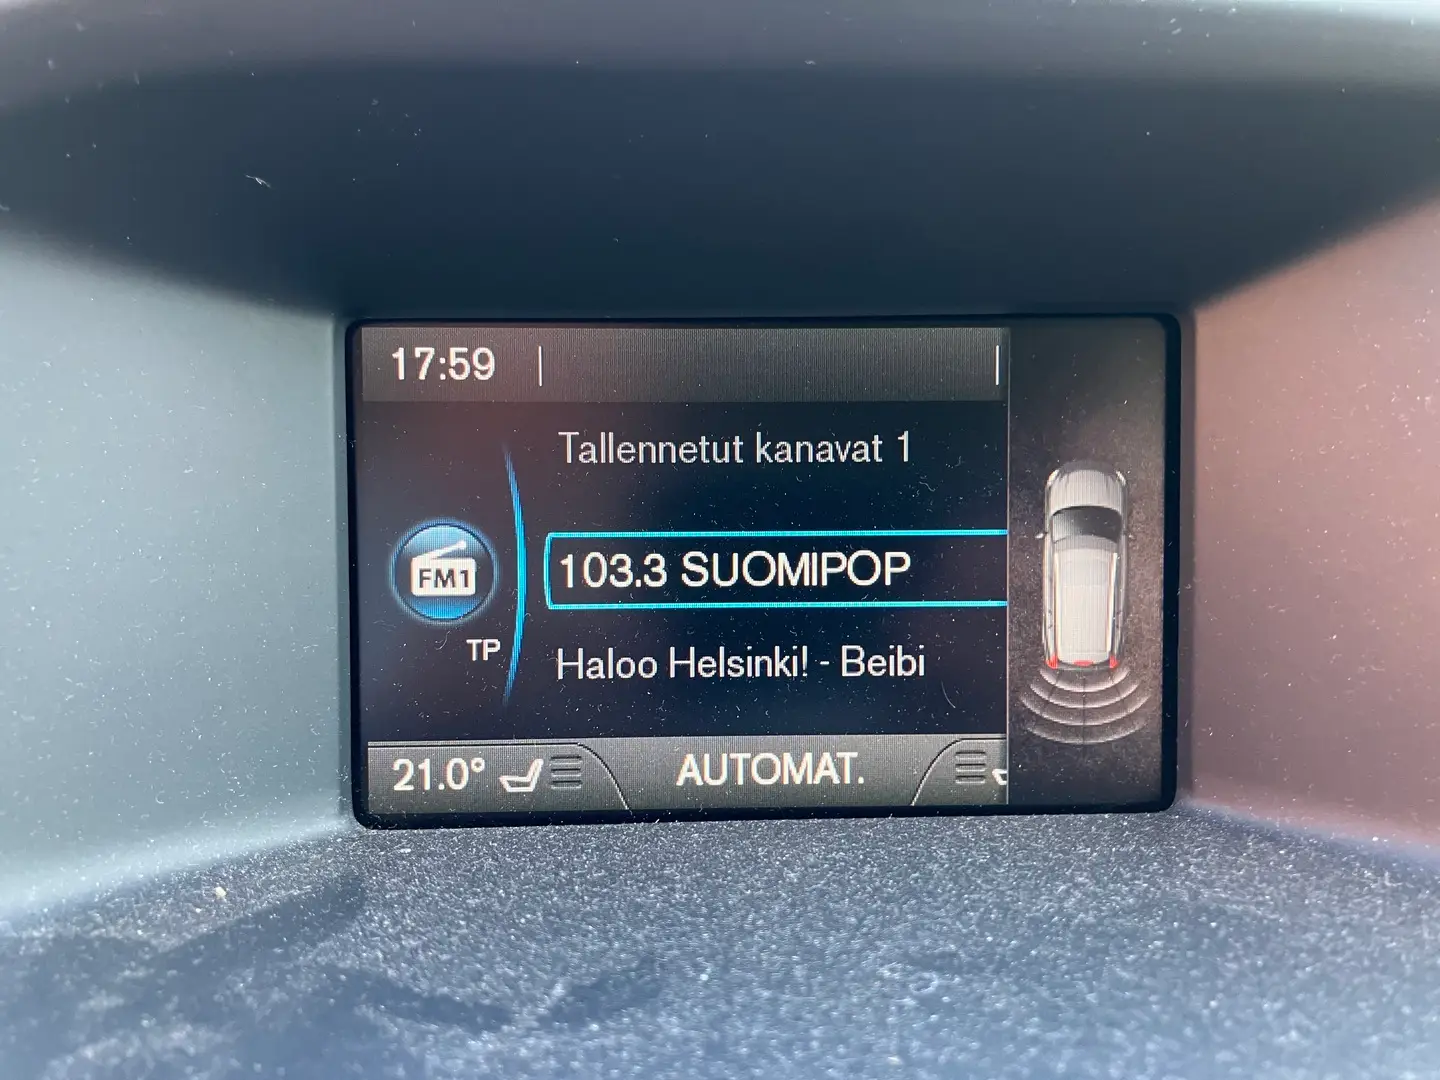 17:59
Tallennetut kanavat 1
103.3 SUOMIPOP
FM1
TP
Haloo Helsinki! - Beibi
21.0° AUTOMAT.